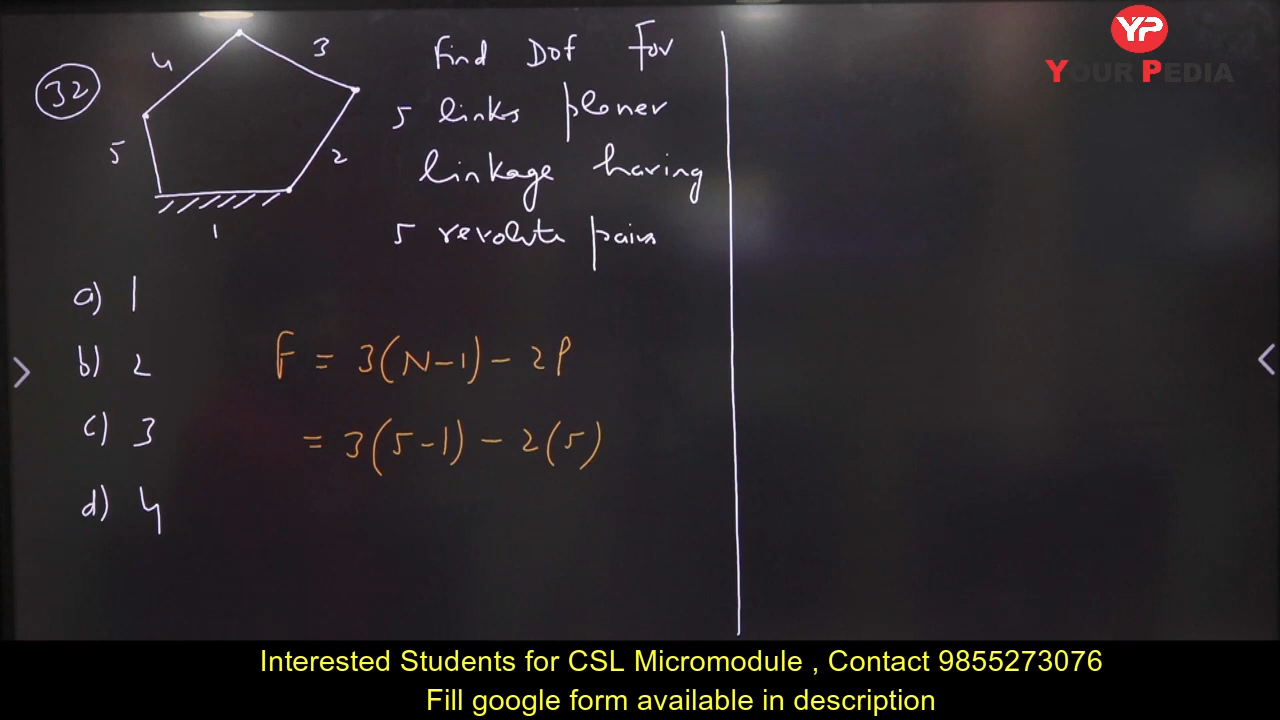 YP
YOUR PEDIA
32
4
3
5
2
1
Find DOF For
5 links planer
linkage having
5 revolute pairs
a) 1
b) 2
c) 3
d) 4
F = 3(N-1) - 2P
= 3(5-1) - 2(5)
Interested Students for CSL Micromodule , Contact 9855273076
Fill google form available in description